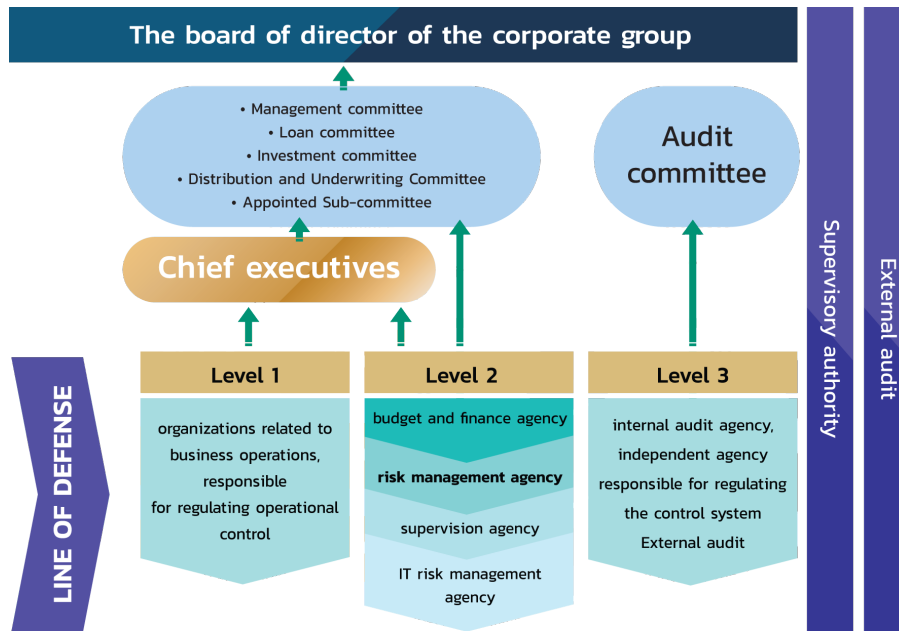 The board of director of the corporate group
• Management committee
• Loan committee
• Investment committee
• Distribution and Underwriting Committee
• Appointed Sub-committee
Audit
committee
Chief executives
LINE OF DEFENSE
Level 1
organizations related to
business operations,
responsible
for regulating operational
control
Level 2
budget and finance agency
risk management agency
supervision agency
IT risk management
agency
Level 3
internal audit agency,
independent agency
responsible for regulating
the control system
External audit
Supervisory authority
External audit